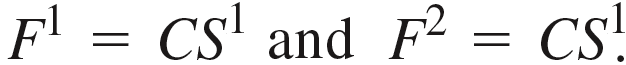 F¹ = CS¹ and F² = CS¹.